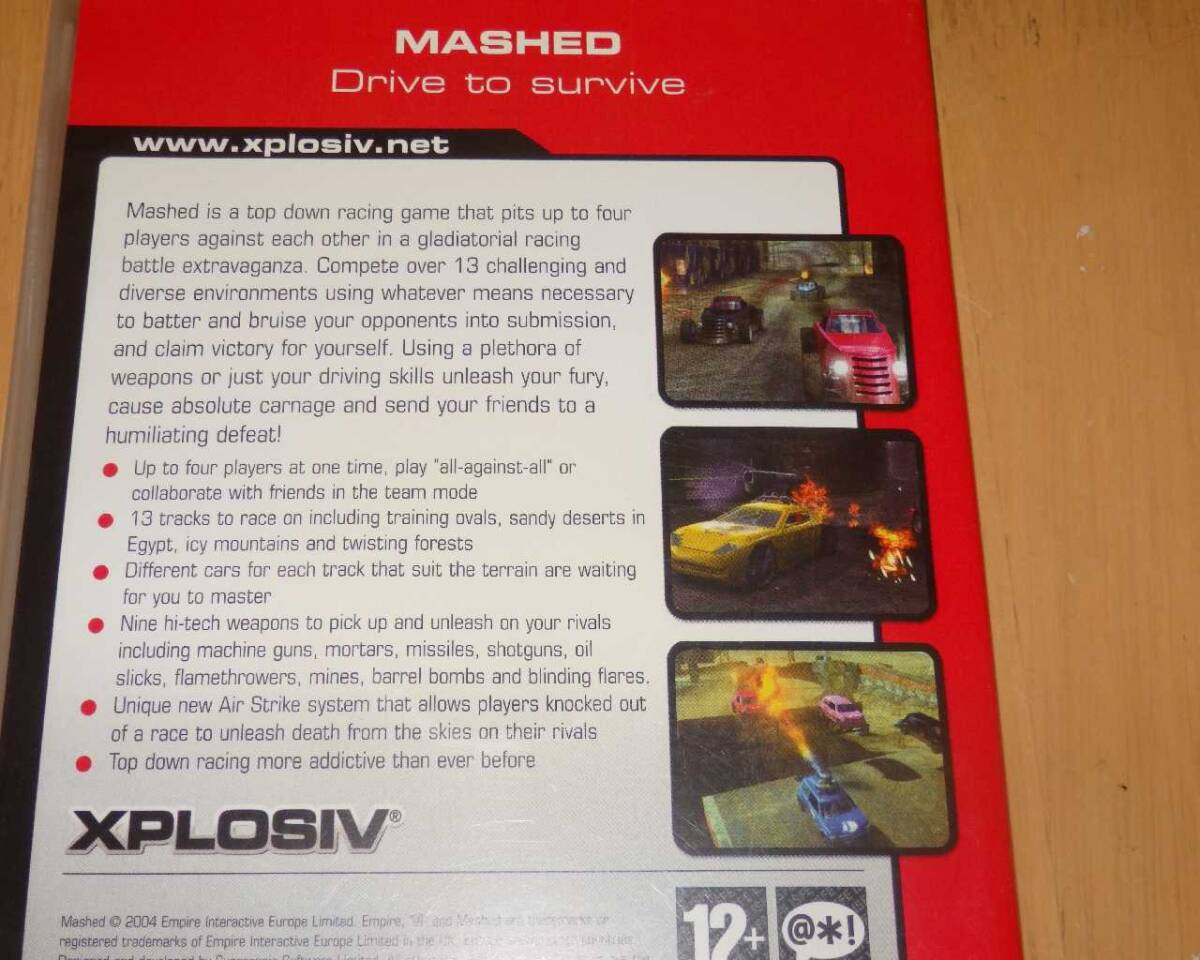 MASHED
Drive to survive
www.xplosiv.net
Mashed is a top down racing game that pits up to four
players against each other in a gladiatorial racing
battle extravaganza. Compete over 13 challenging and
diverse environments using whatever means necessary
to batter and bruise your opponents into submission,
and claim victory for yourself. Using a plethora of
weapons or just your driving skills unleash your fury,
cause absolute carnage and send your friends to a
humiliating defeat!
Up to four players at one time, play "all-against-all" or
collaborate with friends in the team mode
13 tracks to race on including training ovals, sandy deserts in
Egypt, icy mountains and twisting forests
Different cars for each track that suit the terrain are waiting
for you to master
Nine hi-tech weapons to pick up and unleash on your rivals
including machine guns, mortars, missiles, shotguns, oil
slicks, flamethrowers, mines, barrel bombs and blinding flares.
Unique new Air Strike system that allows players knocked out
of a race to unleash death from the skies on their rivals
Top down racing more addictive than ever before
XPLOSIV®
Mashed © 2004 Empire Interactive Europe Limited. Empire, and Mashed are trademarks or
registered trademarks of Empire Interactive Europe Limited in the UK,
12+
@*!